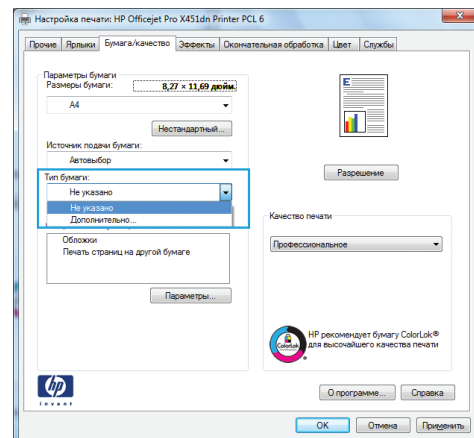 Настройка печати: HP Officejet Pro X451dn Printer PCL 6
Прочие Ярлыки Бумага/качество Эффекты Окончательная обработка Цвет Службы
Параметры бумаги
Размеры бумаги: 8,27 × 11,69 дюйм.
A4
Нестандартный...
Источник подачи бумаги:
Автовыбор
Тип бумаги:
Не указано
Не указано
Дополнительно...
Обложки
Печать страниц на другой бумаге
Параметры...
E
Разрешение
Качество печати
Профессиональное
ColorLok
HP рекомендует бумагу ColorLok®
для высочайшего качества печати
hp
invent
О программе... Справка
OK Отмена Применить